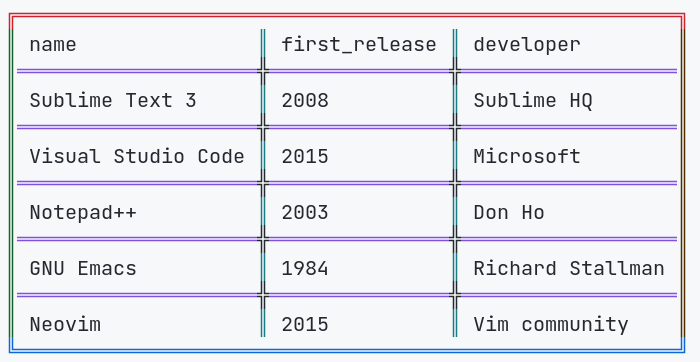 name first_release developer
Sublime Text 3 2008 Sublime HQ
Visual Studio Code 2015 Microsoft
Notepad++ 2003 Don Ho
GNU Emacs 1984 Richard Stallman
Neovim 2015 Vim community